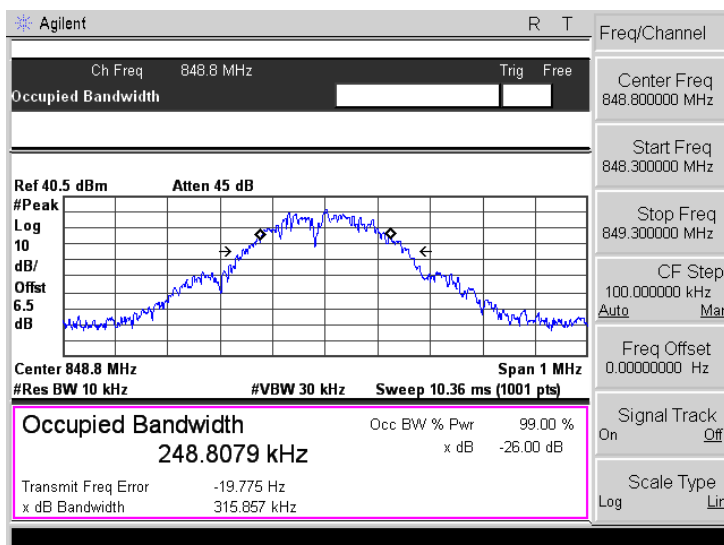 Agilent R T
Freq/Channel
Ch Freq 848.8 MHz Trig Free
Occupied Bandwidth
Center Freq
848.800000 MHz
Start Freq
848.300000 MHz
Stop Freq
849.300000 MHz
CF Step
100.000000 kHz
Auto Man
Freq Offset
0.00000000 Hz
Signal Track
On Off
Scale Type
Log Lin
Ref 40.5 dBm Atten 45 dB
#Peak
Log
10
dB/
Offst
6.5
dB
Center 848.8 MHz Span 1 MHz
#Res BW 10 kHz #VBW 30 kHz Sweep 10.36 ms (1001 pts)
Occupied Bandwidth Occ BW % Pwr 99.00 %
248.8079 kHz x dB -26.00 dB
Transmit Freq Error -19.775 Hz
x dB Bandwidth 315.857 kHz